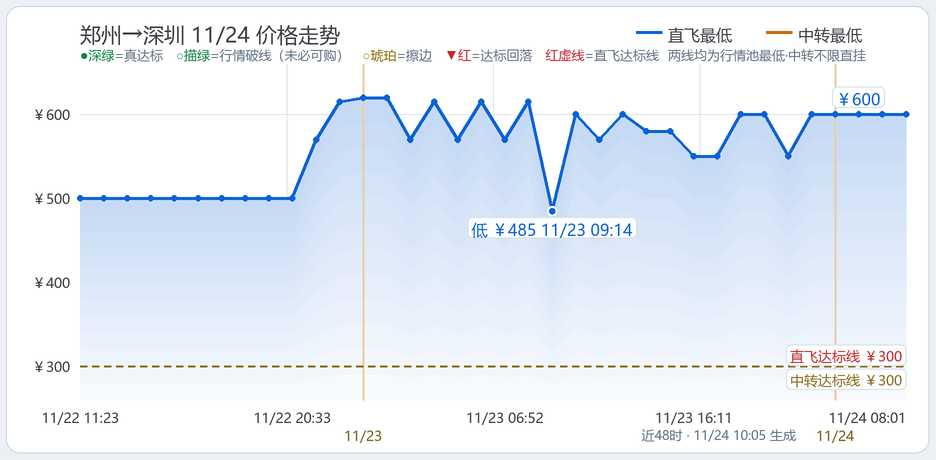 郑州→深圳 11/24 价格走势
直飞最低 中转最低
●深绿=真达标 ○描绿=行情破线（未必可购） ○琥珀=擦边 ▼红=达标回落 红虚线=直飞达标线 两线均为行情池最低·中转不限直挂
¥600
¥600
¥500
低 ¥485 11/23 09:14
¥400
直飞达标线 ¥300
¥300
中转达标线 ¥300
11/22 11:23 11/22 20:33 11/23 06:52 11/23 16:11 11/24 08:01
11/23 近48时 · 11/24 10:05 生成 11/24